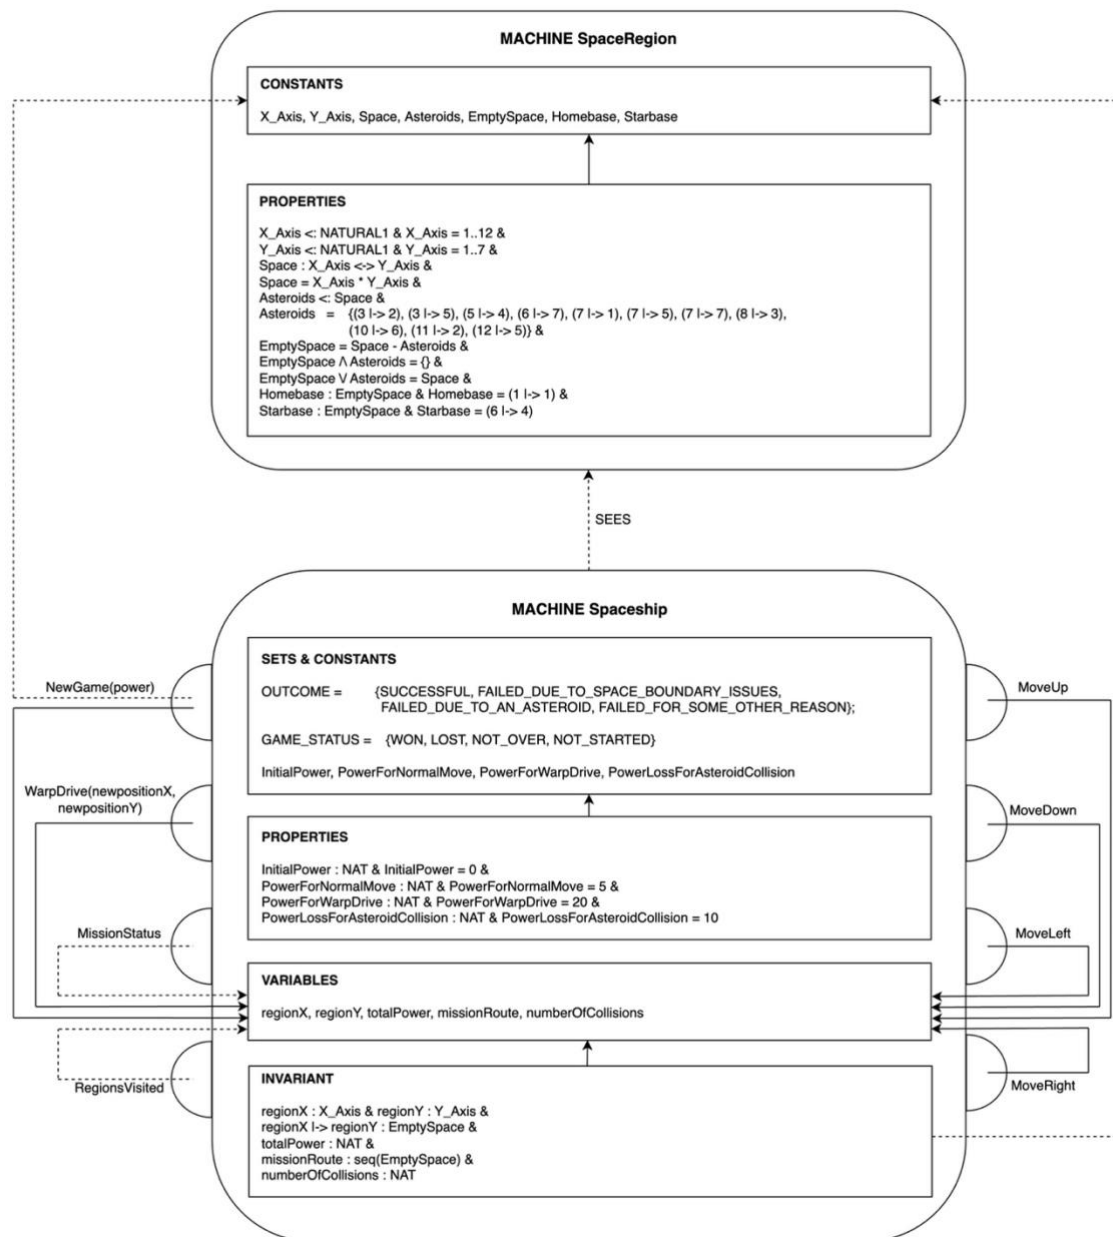 MACHINE SpaceRegion
CONSTANTS
X_Axis, Y_Axis, Space, Asteroids, EmptySpace, Homebase, Starbase
PROPERTIES
X_Axis <: NATURAL1 & X_Axis = 1..12 &
Y_Axis <: NATURAL1 & Y_Axis = 1..7 &
Space : X_Axis <-> Y_Axis &
Space = X_Axis * Y_Axis &
Asteroids <: Space &
Asteroids = {(3 |-> 2), (3 |-> 5), (5 |-> 4), (6 |-> 7), (7 |-> 1), (7 |-> 5), (7 |-> 7), (8 |-> 3),
(10 |-> 6), (11 |-> 2), (12 |-> 5)} &
EmptySpace = Space - Asteroids &
EmptySpace /\ Asteroids = {} &
EmptySpace \/ Asteroids = Space &
Homebase : EmptySpace & Homebase = (1 |-> 1) &
Starbase : EmptySpace & Starbase = (6 |-> 4)
SEES
MACHINE Spaceship
SETS & CONSTANTS
OUTCOME = {SUCCESSFUL, FAILED_DUE_TO_SPACE_BOUNDARY_ISSUES,
FAILED_DUE_TO_AN_ASTEROID, FAILED_FOR_SOME_OTHER_REASON};
GAME_STATUS = {WON, LOST, NOT_OVER, NOT_STARTED}
InitialPower, PowerForNormalMove, PowerForWarpDrive, PowerLossForAsteroidCollision
PROPERTIES
InitialPower : NAT & InitialPower = 0 &
PowerForNormalMove : NAT & PowerForNormalMove = 5 &
PowerForWarpDrive : NAT & PowerForWarpDrive = 20 &
PowerLossForAsteroidCollision : NAT & PowerLossForAsteroidCollision = 10
VARIABLES
regionX, regionY, totalPower, missionRoute, numberOfCollisions
INVARIANT
regionX : X_Axis & regionY : Y_Axis &
regionX |-> regionY : EmptySpace &
totalPower : NAT &
missionRoute : seq(EmptySpace) &
numberOfCollisions : NAT
NewGame(power)
WarpDrive(newpositionX,
newpositionY)
MissionStatus
RegionsVisited
MoveUp
MoveDown
MoveLeft
MoveRight